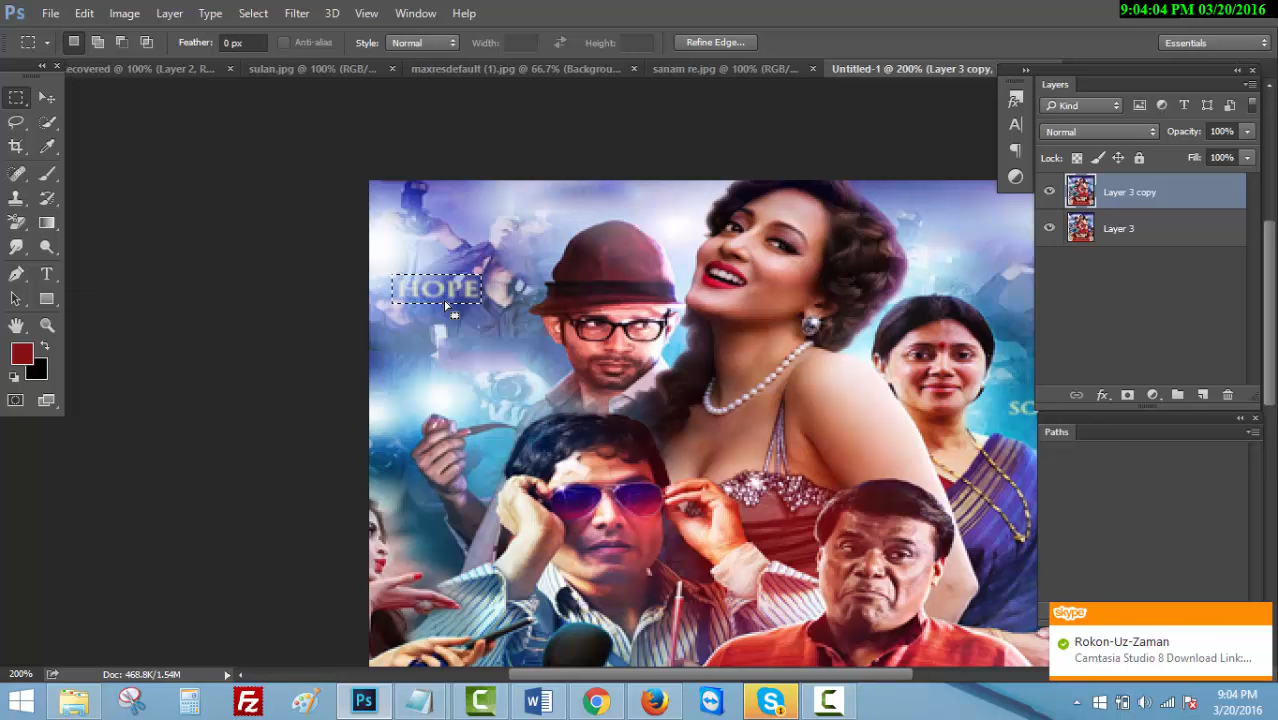 9:04:04 PM 03/20/2016
Ps File Edit Image Layer Type Select Filter 3D View Window Help
Feather: 0 px Anti-alias Style: Normal Width: Height: Refine Edge... Essentials
ecovered @ 100% (Layer 2, R... × sulan.jpg @ 100% (RGB/... × maxresdefault (1).jpg @ 66.7% (Backgrou... × sanam re.jpg @ 100% (RGB/... × Untitled-1 @ 200% (Layer 3 copy,
Layers
Kind
Normal Opacity: 100%
Lock: Fill: 100%
Layer 3 copy
Layer 3
HOPE
SC
Paths
skype
Rokon-Uz-Zaman
Camtasia Studio 8 Download Link:...
200% Doc: 468.8K/1.54M
9:04 PM
3/20/2016